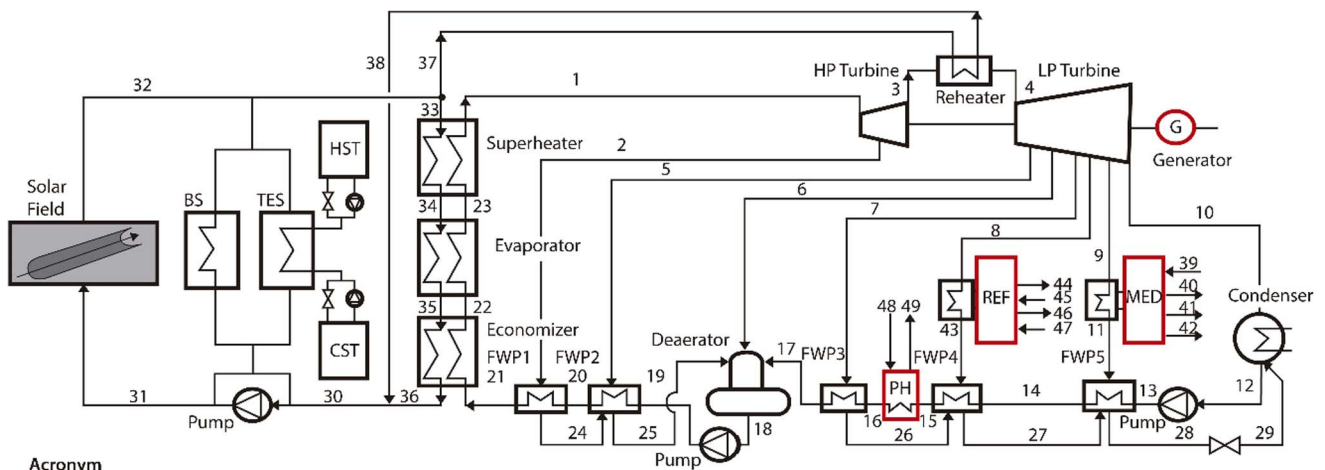 38
37
3
HP Turbine
4
LP Turbine
Reheater
G
Generator
32
1
33
Superheater
HST
2
5
Solar
Field
BS
TES
34
23
6
7
8
10
9
Evaporator
39
40
41
42
44
45
46
47
REF
MED
Condenser
35
22
43
11
48
49
Economizer
CST
Deaerator
FWP1
FWP2
FWP3
FWP4
FWP5
21
20
19
17
PH
14
13
12
31
30
36
16
15
Pump
24
25
18
26
27
28
29
Pump
Pump
Acronym